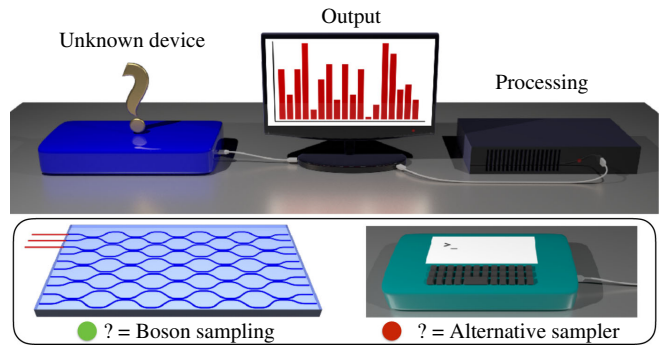 Output
Unknown device
Processing
>_
? = Boson sampling
? = Alternative sampler